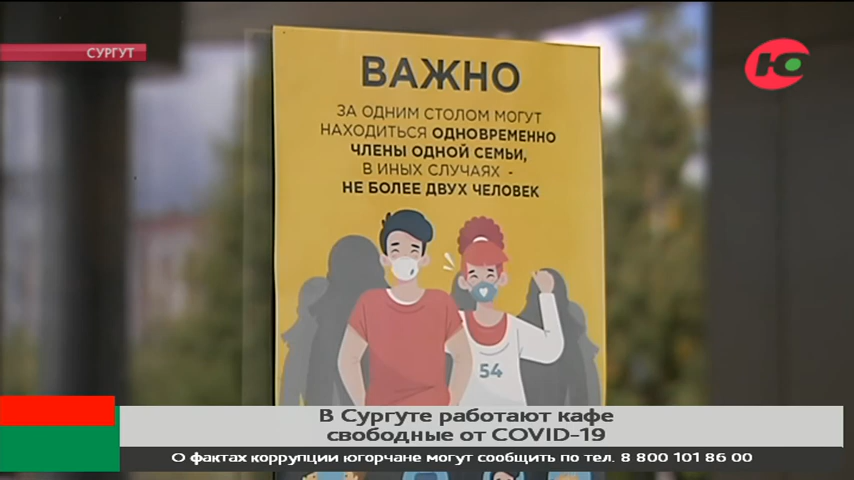 СУРГУТ
Ю
ВАЖНО
ЗА ОДНИМ СТОЛОМ МОГУТ
НАХОДИТЬСЯ ОДНОВРЕМЕННО
ЧЛЕНЫ ОДНОЙ СЕМЬИ,
В ИНЫХ СЛУЧАЯХ -
НЕ БОЛЕЕ ДВУХ ЧЕЛОВЕК
54
В Сургуте работают кафе
свободные от COVID-19
О фактах коррупции югорчане могут сообщить по тел. 8 800 101 86 00